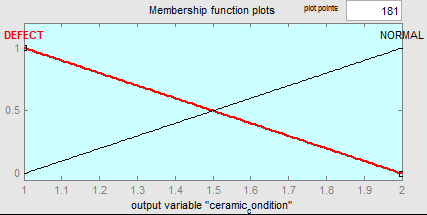 Membership function plots
plot points:
181
DEFECT
NORMAL
1
0.5
0
1 1.1 1.2 1.3 1.4 1.5 1.6 1.7 1.8 1.9 2
output variable "ceramic_condition"